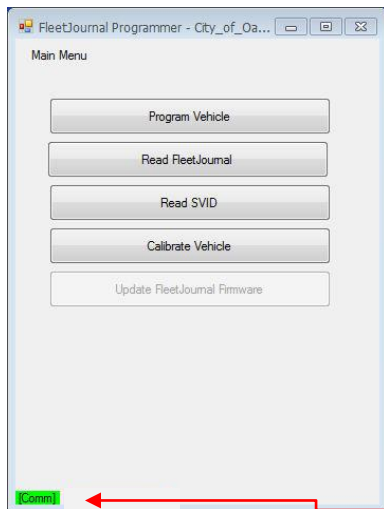 FleetJournal Programmer - City_of_Oa...
Main Menu
Program Vehicle
Read FleetJournal
Read SVID
Calibrate Vehicle
Update FleetJournal Firmware
[Comm]